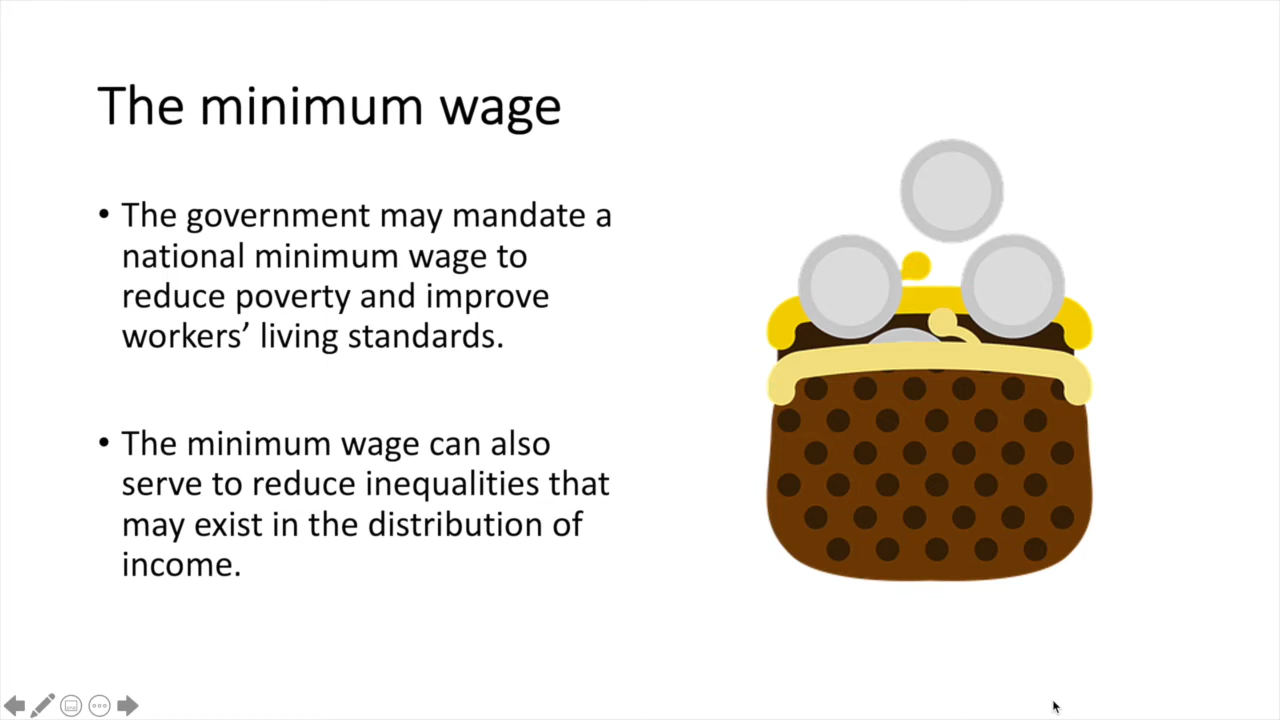 The minimum wage
• The government may mandate a
national minimum wage to
reduce poverty and improve
workers’ living standards.
• The minimum wage can also
serve to reduce inequalities that
may exist in the distribution of
income.